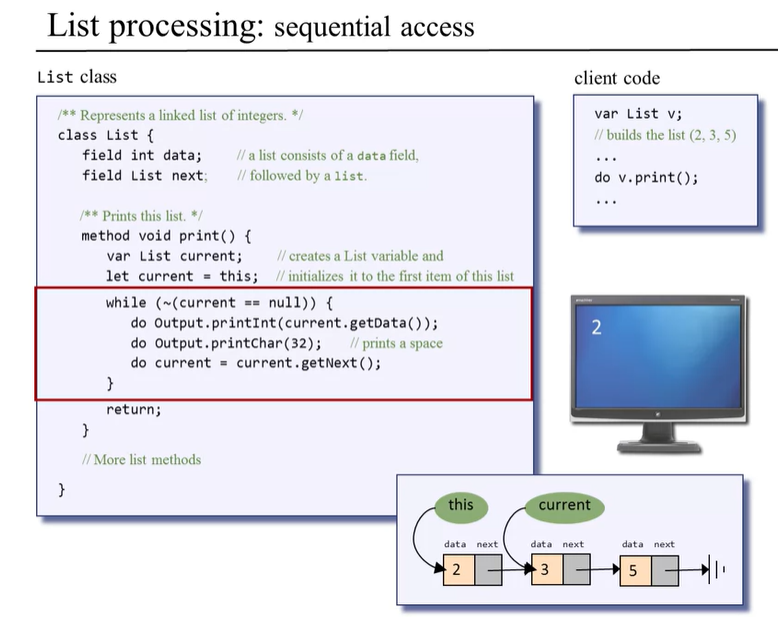 List processing: sequential access
List class
/** Represents a linked list of integers. */
class List {
field int data; // a list consists of a data field,
field List next; // followed by a list.
/** Prints this list. */
method void print() {
var List current; // creates a List variable and
let current = this; // initializes it to the first item of this list
while (~(current == null)) {
do Output.printInt(current.getData());
do Output.printChar(32); // prints a space
do current = current.getNext();
}
return;
}
// More list methods
}
client code
var List v;
// builds the list (2, 3, 5)
...
do v.print();
...
2
this current
data next data next data next
2 3 5